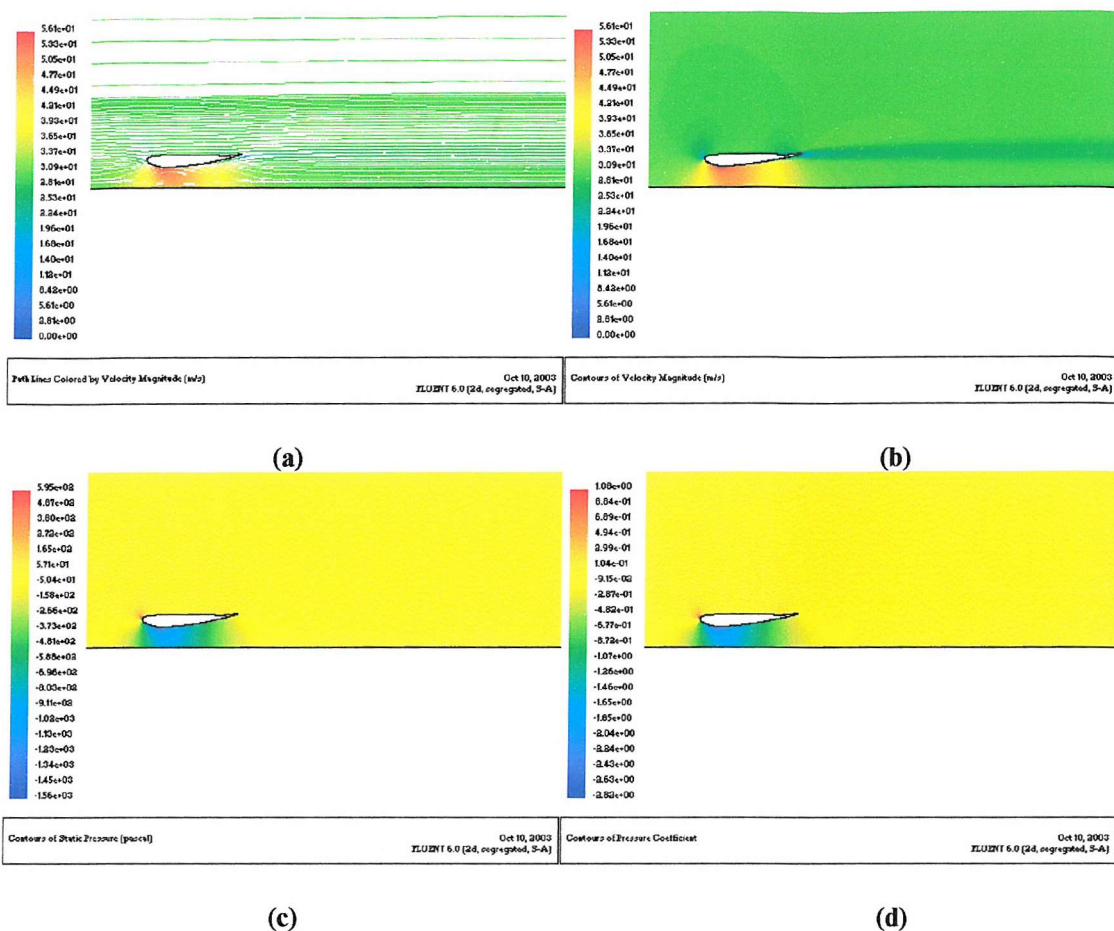 5.61e+01
5.33e+01
5.05e+01
4.77e+01
4.49e+01
4.21e+01
3.93e+01
3.65e+01
3.37e+01
3.09e+01
2.81e+01
2.53e+01
2.24e+01
1.96e+01
1.68e+01
1.40e+01
1.12e+01
8.42e+00
5.61e+00
2.81e+00
0.00e+00
Path Lines Colored by Velocity Magnitude (m/s)
Oct 10, 2003
FLUENT 6.0 (2d, segregated, S-A)
(a)
5.61e+01
5.33e+01
5.05e+01
4.77e+01
4.49e+01
4.21e+01
3.93e+01
3.65e+01
3.37e+01
3.09e+01
2.81e+01
2.53e+01
2.24e+01
1.96e+01
1.68e+01
1.40e+01
1.12e+01
8.42e+00
5.61e+00
2.81e+00
0.00e+00
Contours of Velocity Magnitude (m/s)
Oct 10, 2003
FLUENT 6.0 (2d, segregated, S-A)
(b)
5.95e+02
4.87e+02
3.80e+02
2.72e+02
1.65e+02
5.71e+01
-5.04e+01
-1.58e+02
-2.66e+02
-3.73e+02
-4.81e+02
-5.88e+02
-6.96e+02
-8.03e+02
-9.11e+02
-1.02e+03
-1.13e+03
-1.23e+03
-1.34e+03
-1.45e+03
-1.56e+03
Contours of Static Pressure (pascal)
Oct 10, 2003
FLUENT 6.0 (2d, segregated, S-A)
(c)
1.08e+00
8.84e-01
6.89e-01
4.94e-01
2.99e-01
1.04e-01
-9.15e-02
-2.87e-01
-4.82e-01
-6.77e-01
-8.72e-01
-1.07e+00
-1.26e+00
-1.46e+00
-1.65e+00
-1.85e+00
-2.04e+00
-2.24e+00
-2.43e+00
-2.63e+00
-2.82e+00
Contours of Pressure Coefficient
Oct 10, 2003
FLUENT 6.0 (2d, segregated, S-A)
(d)